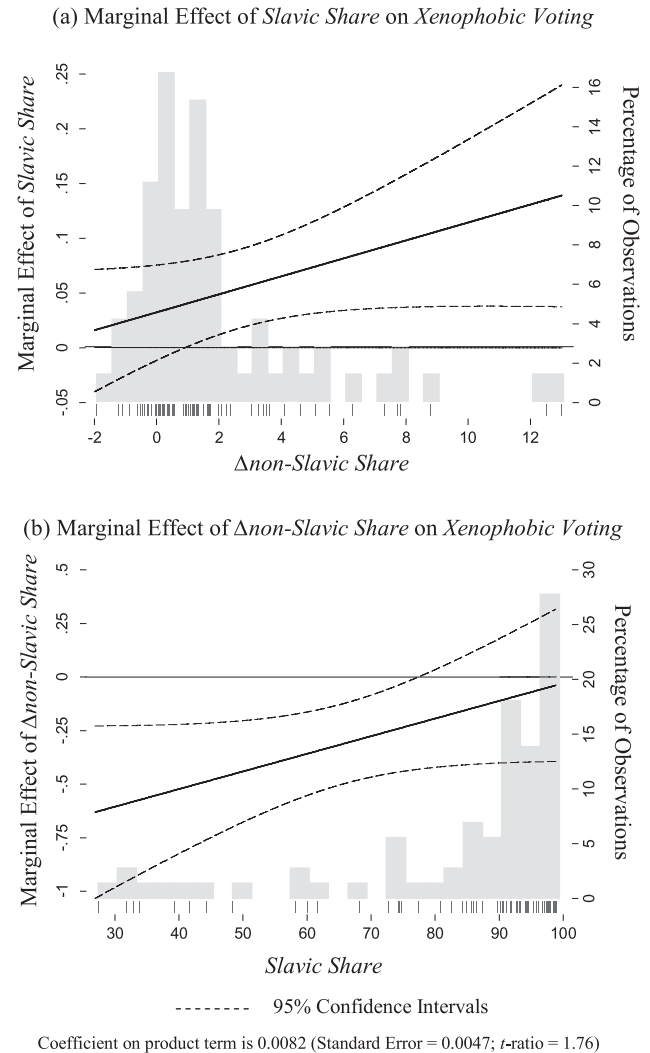 (a) Marginal Effect of Slavic Share on Xenophobic Voting
Marginal Effect of Slavic Share
.25
.2
.15
.1
.05
0
-.05
Percentage of Observations
16
14
12
10
8
6
4
2
0
-2 0 2 4 6 8 10 12
Δnon-Slavic Share
(b) Marginal Effect of Δnon-Slavic Share on Xenophobic Voting
Marginal Effect of Δnon-Slavic Share
.5
.25
0
-.25
-.5
-.75
-1
Percentage of Observations
30
25
20
15
10
5
0
30 40 50 60 70 80 90 100
Slavic Share
95% Confidence Intervals
Coefficient on product term is 0.0082 (Standard Error = 0.0047; t-ratio = 1.76)